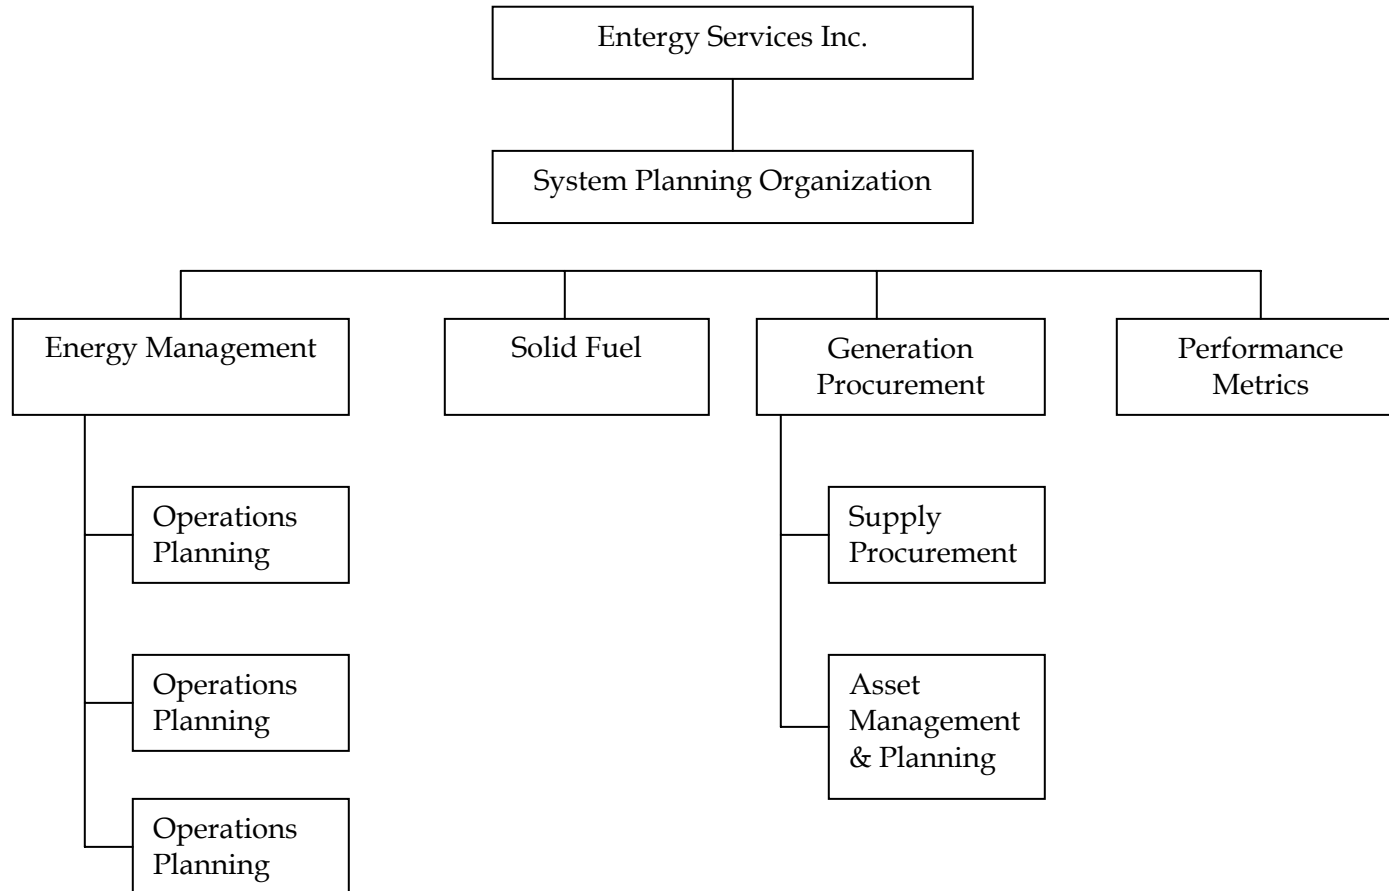 Entergy Services Inc.
System Planning Organization
Energy Management
Solid Fuel
Generation
Procurement
Performance
Metrics
Operations
Planning
Supply
Procurement
Operations
Planning
Asset
Management
& Planning
Operations
Planning